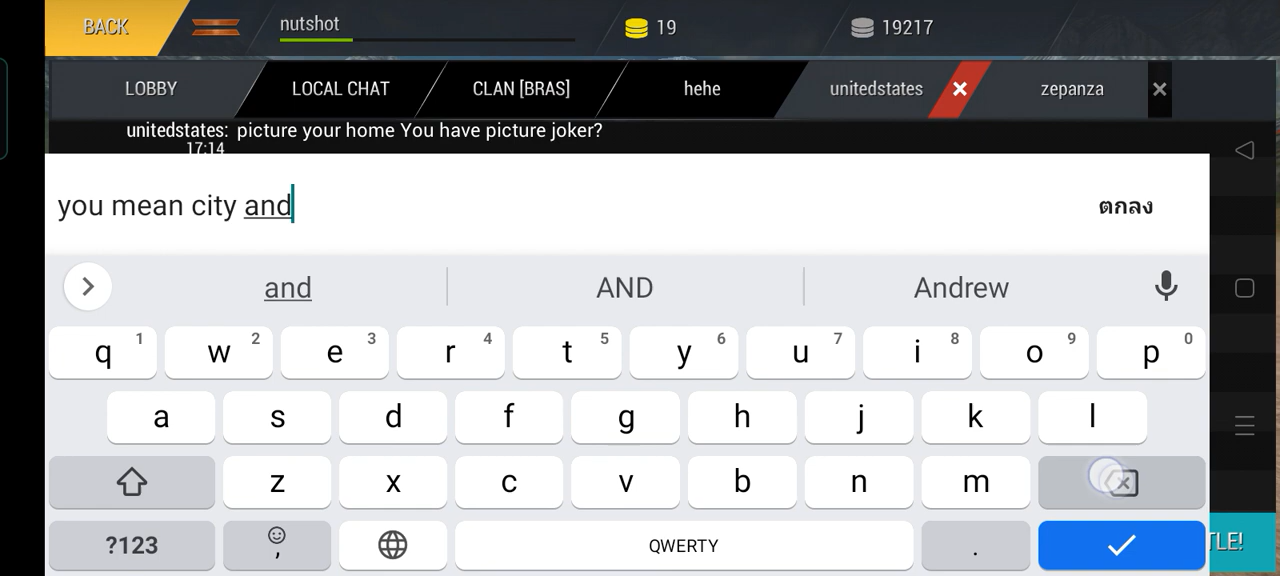 BACK
nutshot
19
19217
LOBBY
LOCAL CHAT
CLAN [BRAS]
hehe
unitedstates
zepanza
unitedstates: picture your home You have picture joker?
17:14
you mean city and
ตกลง
and
AND
Andrew
q 1 w 2 e 3 r 4 t 5 y 6 u 7 i 8 o 9 p 0
a s d f g h j k l
z x c v b n m
?123 , QWERTY .
TLE!